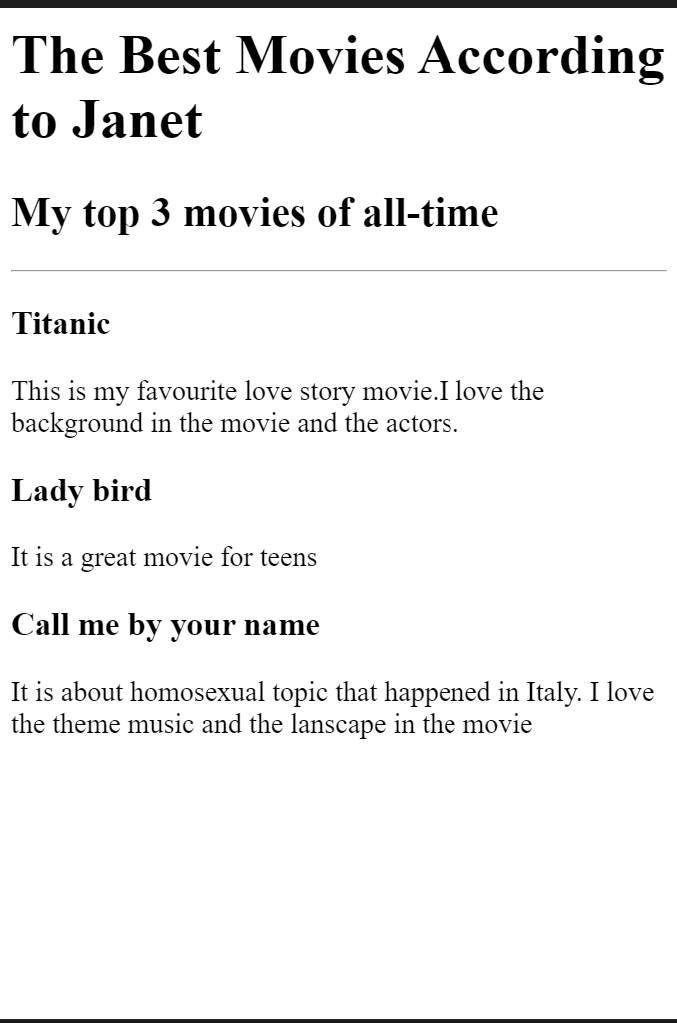 The Best Movies According
to Janet
My top 3 movies of all-time
Titanic
This is my favourite love story movie.I love the
background in the movie and the actors.
Lady bird
It is a great movie for teens
Call me by your name
It is about homosexual topic that happened in Italy. I love
the theme music and the lanscape in the movie